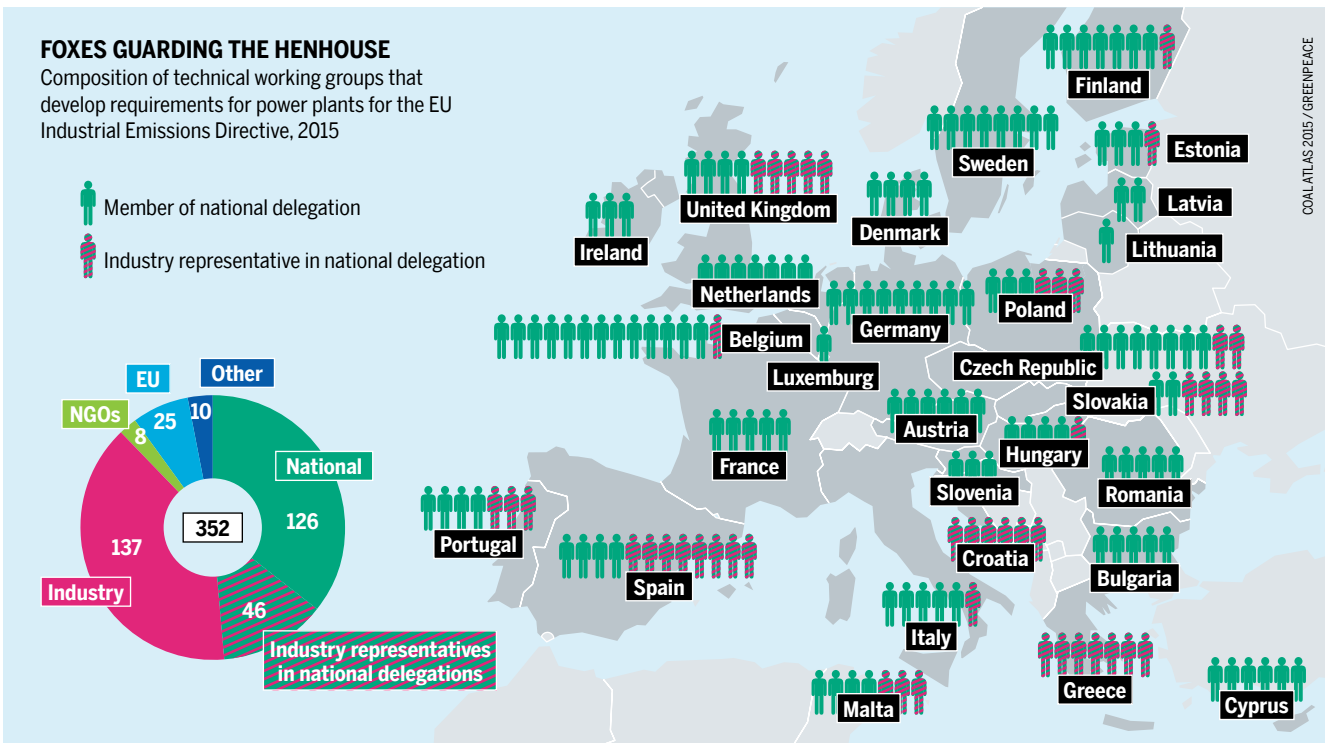 FOXES GUARDING THE HENHOUSE
Composition of technical working groups that
develop requirements for power plants for the EU
Industrial Emissions Directive, 2015
Member of national delegation
Industry representative in national delegation
Other
EU
NGOs
10
25
8
National
126
352
137
Industry
46
Industry representatives
in national delegations
Finland
Sweden
Estonia
Latvia
Lithuania
United Kingdom
Denmark
Ireland
Netherlands
Germany
Poland
Belgium
Luxemburg
Czech Republic
Slovakia
Austria
France
Hungary
Slovenia
Romania
Portugal
Spain
Croatia
Bulgaria
Italy
Malta
Greece
Cyprus
COAL ATLAS 2015 / GREENPEACE